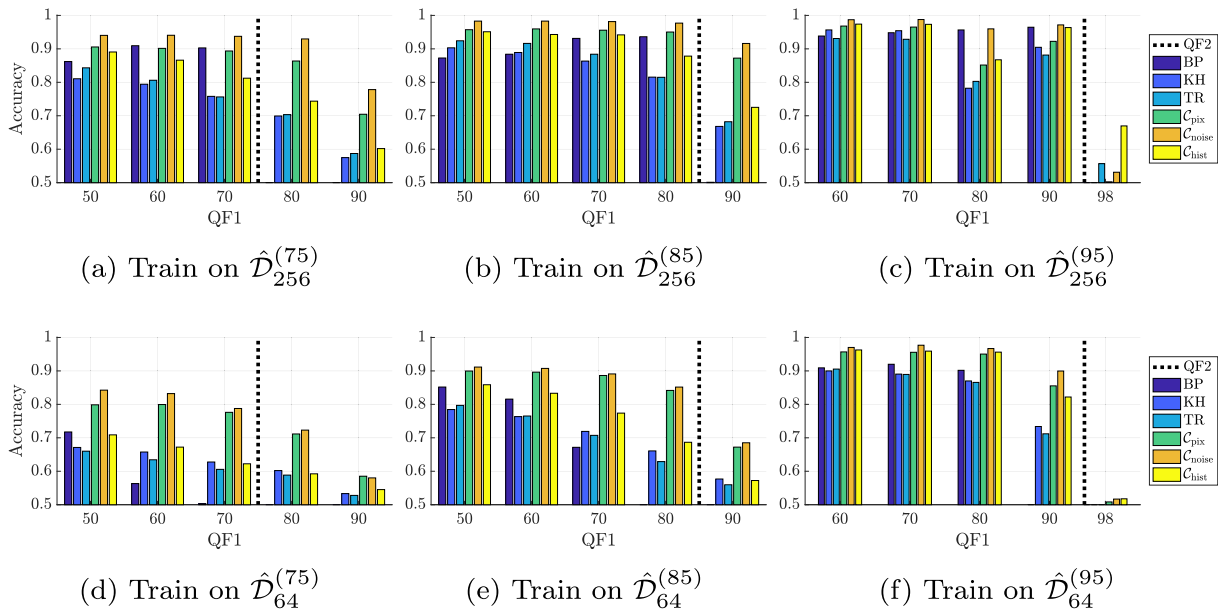 1
0.9
0.8
0.7
0.6
0.5
Accuracy
50 60 70 80 90
QF1
(a) Train on 𝒟̂₂₅₆⁽⁷⁵⁾
1
0.9
0.8
0.7
0.6
0.5
50 60 70 80 90
QF1
(b) Train on 𝒟̂₂₅₆⁽⁸⁵⁾
1
0.9
0.8
0.7
0.6
0.5
60 70 80 90 98
QF1
(c) Train on 𝒟̂₂₅₆⁽⁹⁵⁾
QF2
BP
KH
TR
𝒞pix
𝒞noise
𝒞hist
1
0.9
0.8
0.7
0.6
0.5
Accuracy
50 60 70 80 90
QF1
(d) Train on 𝒟̂₆₄⁽⁷⁵⁾
1
0.9
0.8
0.7
0.6
0.5
50 60 70 80 90
QF1
(e) Train on 𝒟̂₆₄⁽⁸⁵⁾
1
0.9
0.8
0.7
0.6
0.5
60 70 80 90 98
QF1
(f) Train on 𝒟̂₆₄⁽⁹⁵⁾
QF2
BP
KH
TR
𝒞pix
𝒞noise
𝒞hist